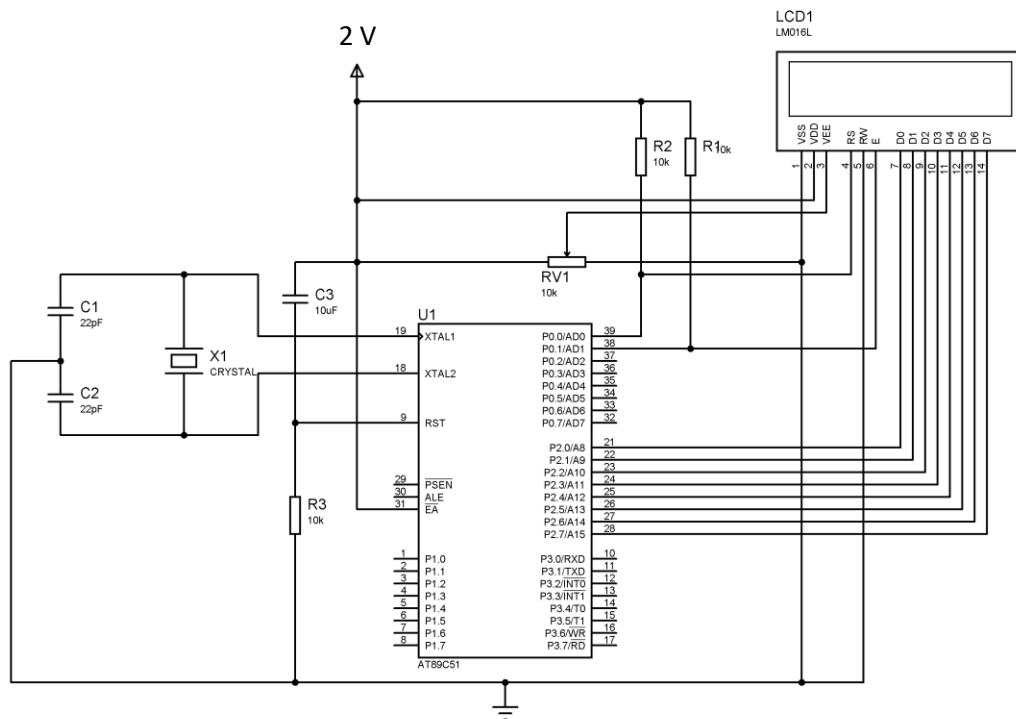 LCD1
LM016L
2 V
VSS
VDD
VEE
RS
RW
E
D0
D1
D2
D3
D4
D5
D6
D7
1
2
3
4
5
6
7
8
9
10
11
12
13
14
R2
10k
R1
10k
RV1
10k
C3
10uF
C1
22pF
C2
22pF
X1
CRYSTAL
R3
10k
U1
19 XTAL1
18 XTAL2
9 RST
29 PSEN
30 ALE
31 EA
1 P1.0
2 P1.1
3 P1.2
4 P1.3
5 P1.4
6 P1.5
7 P1.6
8 P1.7
P0.0/AD0 39
P0.1/AD1 38
P0.2/AD2 37
P0.3/AD3 36
P0.4/AD4 35
P0.5/AD5 34
P0.6/AD6 33
P0.7/AD7 32
P2.0/A8 21
P2.1/A9 22
P2.2/A10 23
P2.3/A11 24
P2.4/A12 25
P2.5/A13 26
P2.6/A14 27
P2.7/A15 28
P3.0/RXD 10
P3.1/TXD 11
P3.2/INT0 12
P3.3/INT1 13
P3.4/T0 14
P3.5/T1 15
P3.6/WR 16
P3.7/RD 17
AT89C51